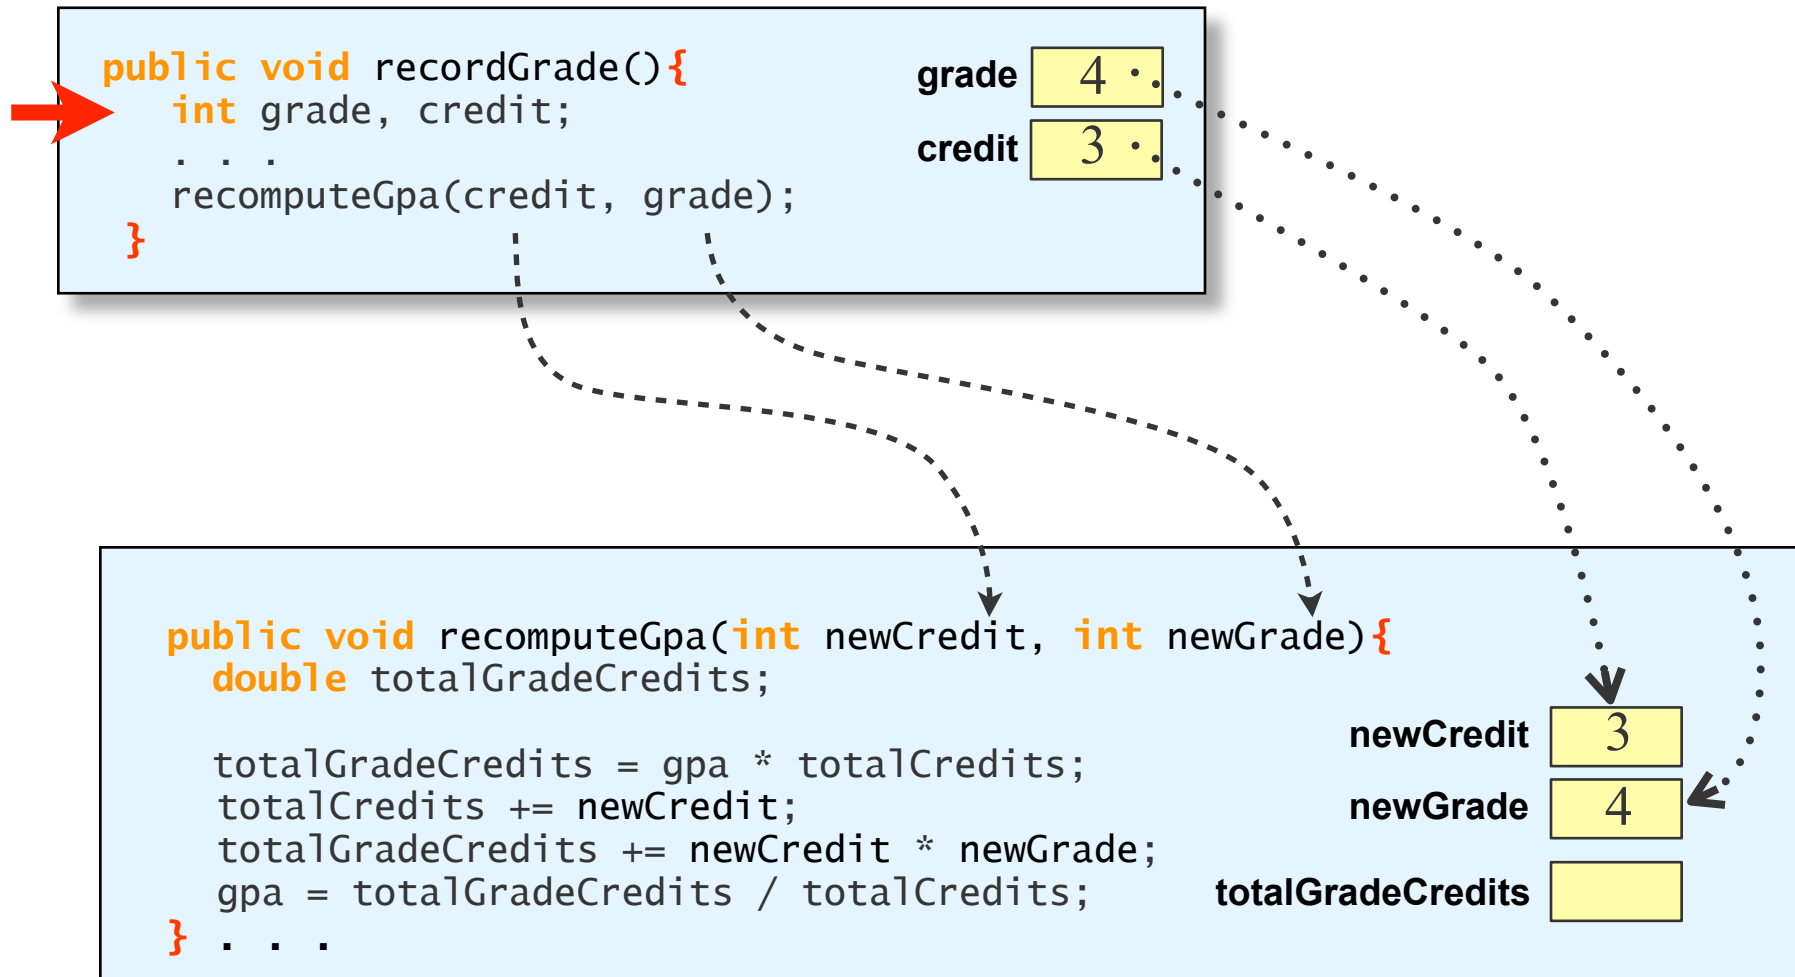 public void recordGrade(){
int grade, credit;
. . .
recomputeGpa(credit, grade);
}
grade 4
credit 3
public void recomputeGpa(int newCredit, int newGrade){
double totalGradeCredits;
totalGradeCredits = gpa * totalCredits;
totalCredits += newCredit;
totalGradeCredits += newCredit * newGrade;
gpa = totalGradeCredits / totalCredits;
} . . .
newCredit 3
newGrade 4
totalGradeCredits